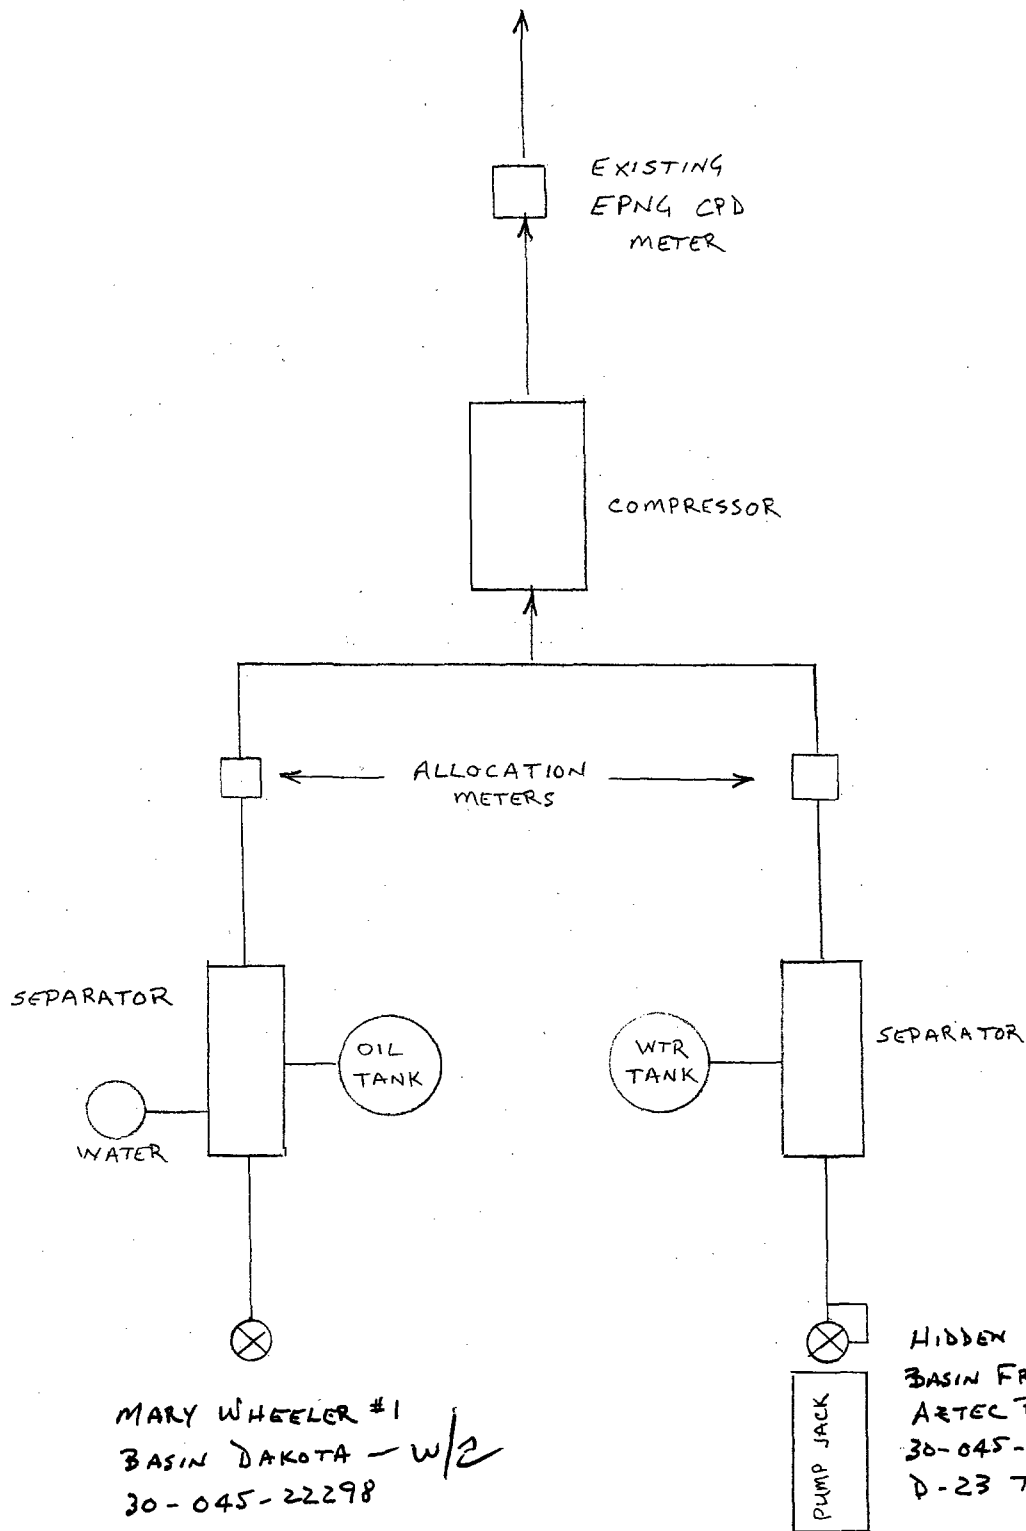 EXISTING
EPNG CPD
METER
COMPRESSOR
ALLOCATION
METERS
SEPARATOR
OIL
TANK
WATER
WTR
TANK
SEPARATOR
MARY WHEELER #1
BASIN DAKOTA - W/2
30-045-22298
PUMP JACK
HIDDEN
BASIN
AZTEC
30-045-
D-23